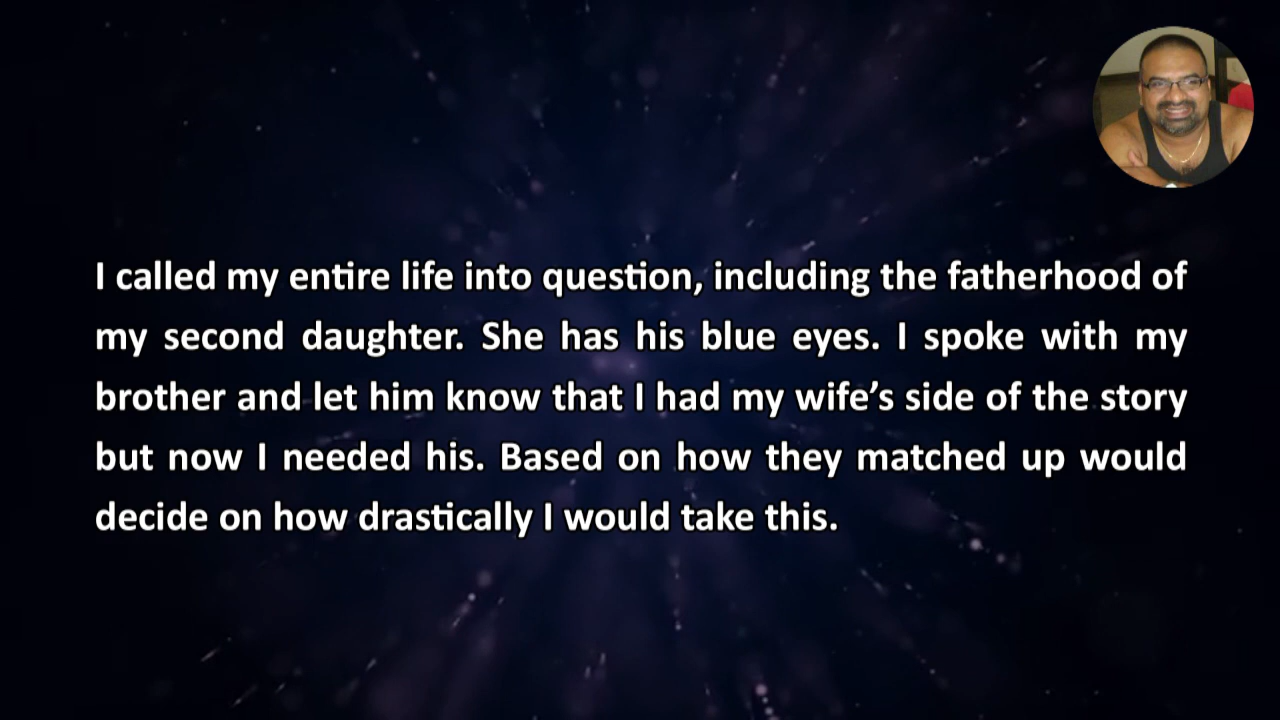 I called my entire life into question, including the fatherhood of
my second daughter. She has his blue eyes. I spoke with my
brother and let him know that I had my wife’s side of the story
but now I needed his. Based on how they matched up would
decide on how drastically I would take this.